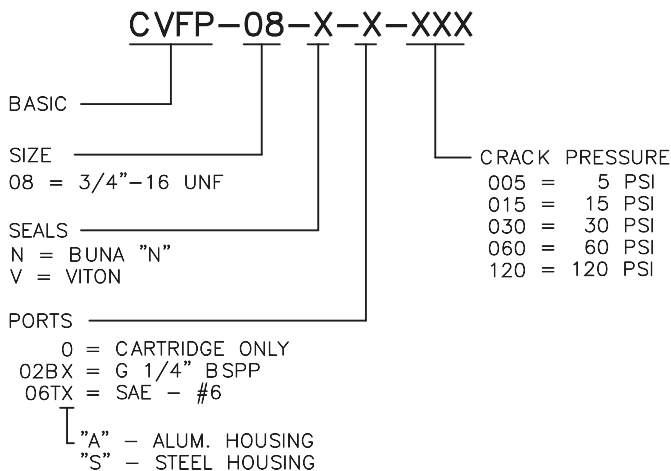 CVFP-08-X-X-XXX
BASIC
SIZE
08 = 3/4"-16 UNF
SEALS
N = BUNA "N"
V = VITON
PORTS
0 = CARTRIDGE ONLY
02BX = G 1/4" BSPP
06TX = SAE - #6
"A" - ALUM. HOUSING
"S" - STEEL HOUSING
CRACK PRESSURE
005 = 5 PSI
015 = 15 PSI
030 = 30 PSI
060 = 60 PSI
120 = 120 PSI